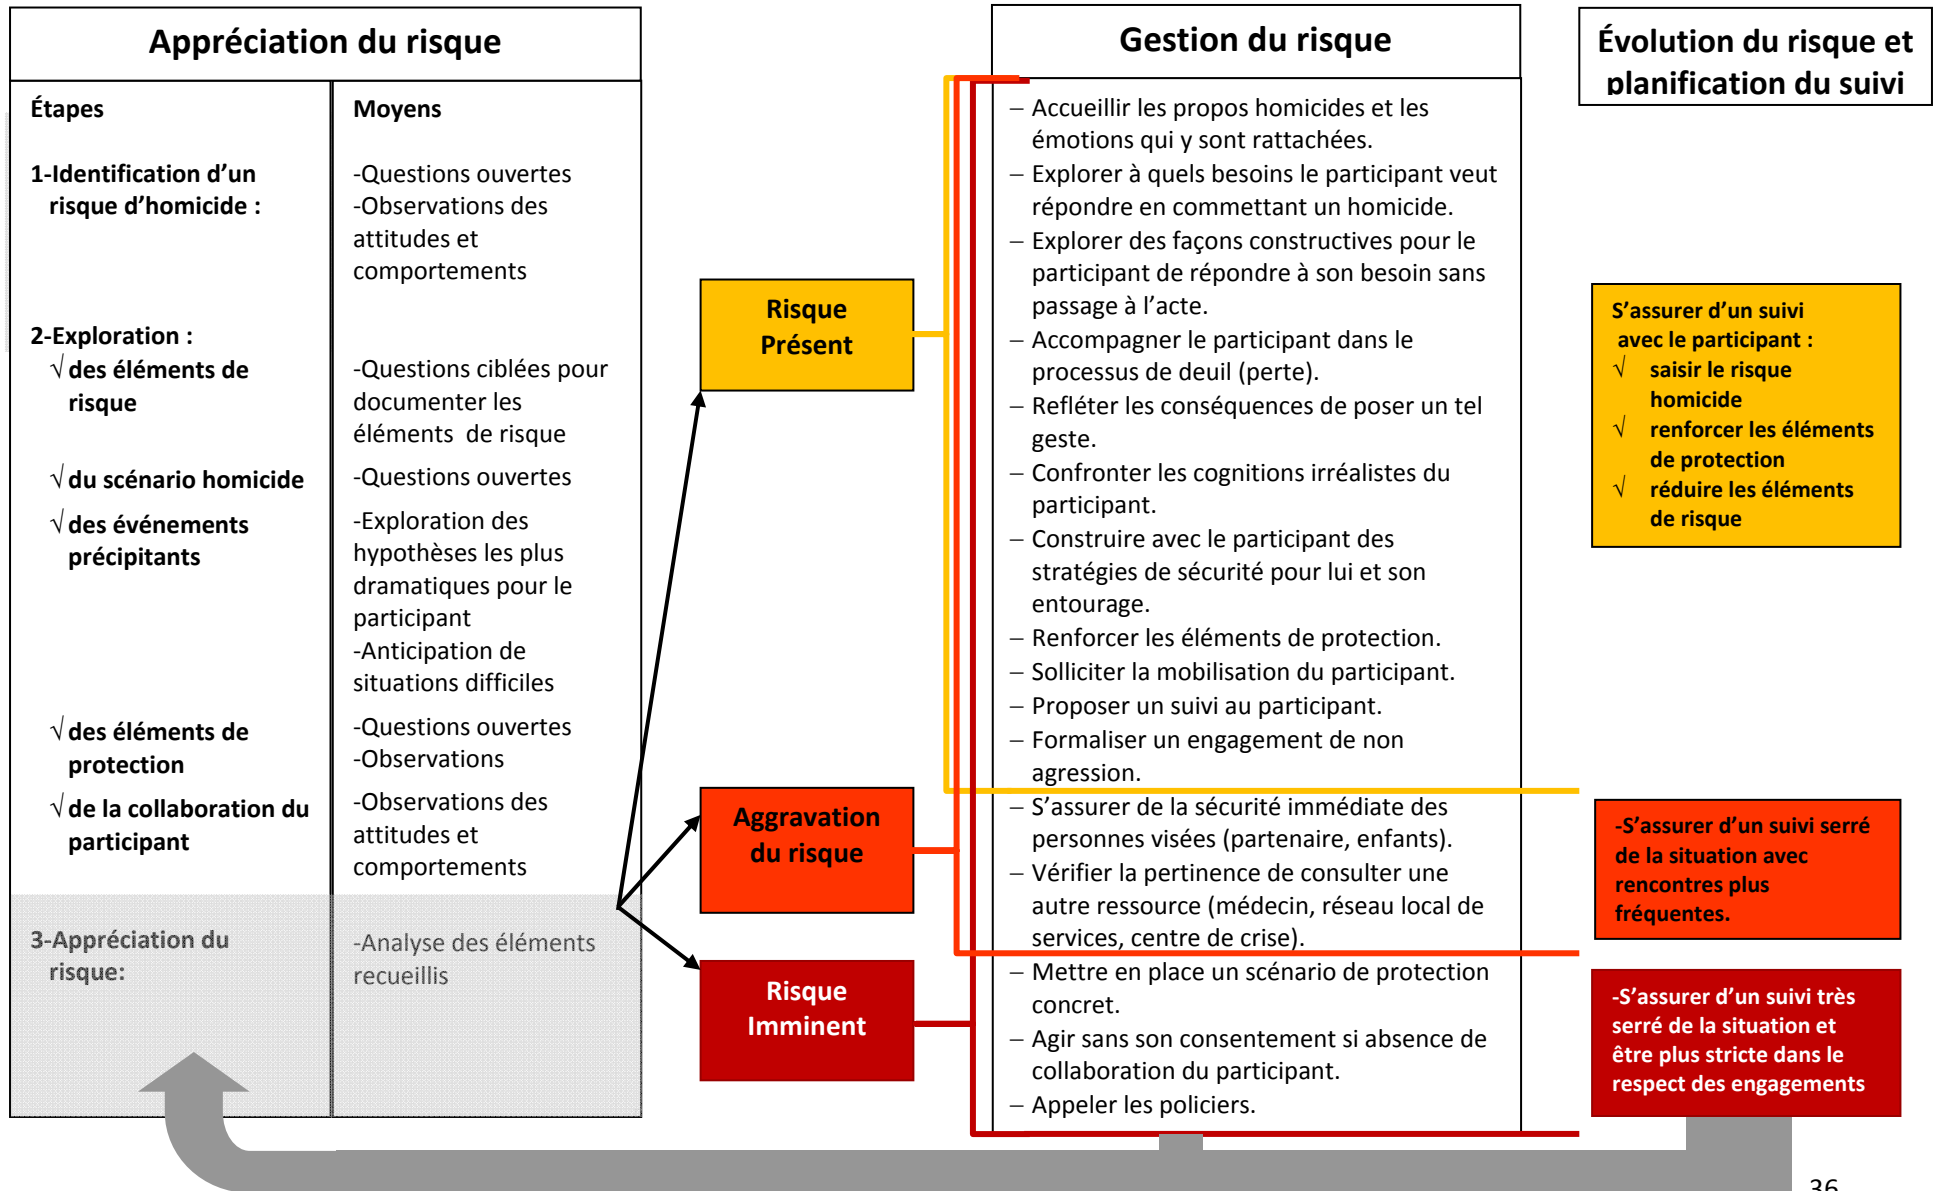 Appréciation du risque
Étapes
1-Identification d’un
risque d’homicide :
2-Exploration :
√ des éléments de
risque
√ du scénario homicide
√ des événements
précipitants
√ des éléments de
protection
√ de la collaboration du
participant
3-Appréciation du
risque:
Moyens
-Questions ouvertes
-Observations des
attitudes et
comportements
-Questions ciblées pour
documenter les
éléments de risque
-Questions ouvertes
-Exploration des
hypothèses les plus
dramatiques pour le
participant
-Anticipation de
situations difficiles
-Questions ouvertes
-Observations
-Observations des
attitudes et
comportements
-Analyse des éléments
recueillis
Risque
Présent
Aggravation
du risque
Risque
Imminent
Gestion du risque
− Accueillir les propos homicides et les
émotions qui y sont rattachées.
− Explorer à quels besoins le participant veut
répondre en commettant un homicide.
− Explorer des façons constructives pour le
participant de répondre à son besoin sans
passage à l’acte.
− Accompagner le participant dans le
processus de deuil (perte).
− Refléter les conséquences de poser un tel
geste.
− Confronter les cognitions irréalistes du
participant.
− Construire avec le participant des
stratégies de sécurité pour lui et son
entourage.
− Renforcer les éléments de protection.
− Solliciter la mobilisation du participant.
− Proposer un suivi au participant.
− Formaliser un engagement de non
agression.
− S’assurer de la sécurité immédiate des
personnes visées (partenaire, enfants).
− Vérifier la pertinence de consulter une
autre ressource (médecin, réseau local de
services, centre de crise).
− Mettre en place un scénario de protection
concret.
− Agir sans son consentement si absence de
collaboration du participant.
− Appeler les policiers.
Évolution du risque et
planification du suivi
S’assurer d’un suivi
avec le participant :
√ saisir le risque
homicide
√ renforcer les éléments
de protection
√ réduire les éléments
de risque
-S’assurer d’un suivi serré
de la situation avec
rencontres plus
fréquentes.
-S’assurer d’un suivi très
serré de la situation et
être plus stricte dans le
respect des engagements
36